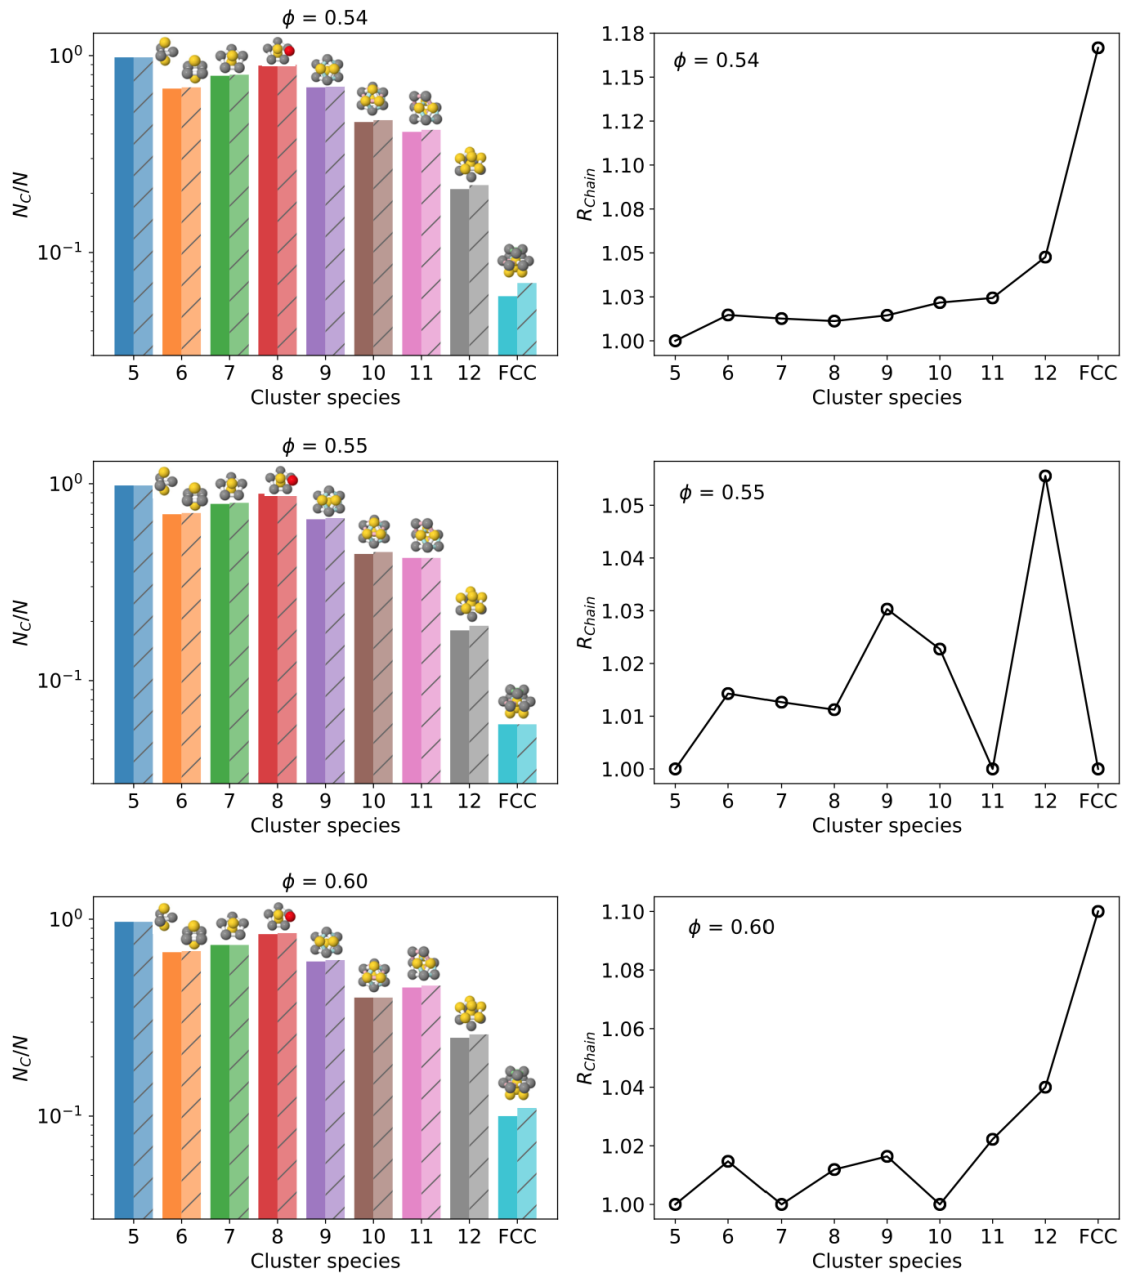 ϕ = 0.54
10⁰
10⁻¹
N_C/N
5 6 7 8 9 10 11 12 FCC
Cluster species
1.18
1.15
1.12
1.10
1.08
1.05
1.03
1.00
R_Chain
ϕ = 0.54
5 6 7 8 9 10 11 12 FCC
Cluster species
ϕ = 0.55
10⁰
10⁻¹
N_C/N
5 6 7 8 9 10 11 12 FCC
Cluster species
1.05
1.04
1.03
1.02
1.01
1.00
R_Chain
ϕ = 0.55
5 6 7 8 9 10 11 12 FCC
Cluster species
ϕ = 0.60
10⁰
10⁻¹
N_C/N
5 6 7 8 9 10 11 12 FCC
Cluster species
1.10
1.08
1.06
1.04
1.02
1.00
R_Chain
ϕ = 0.60
5 6 7 8 9 10 11 12 FCC
Cluster species